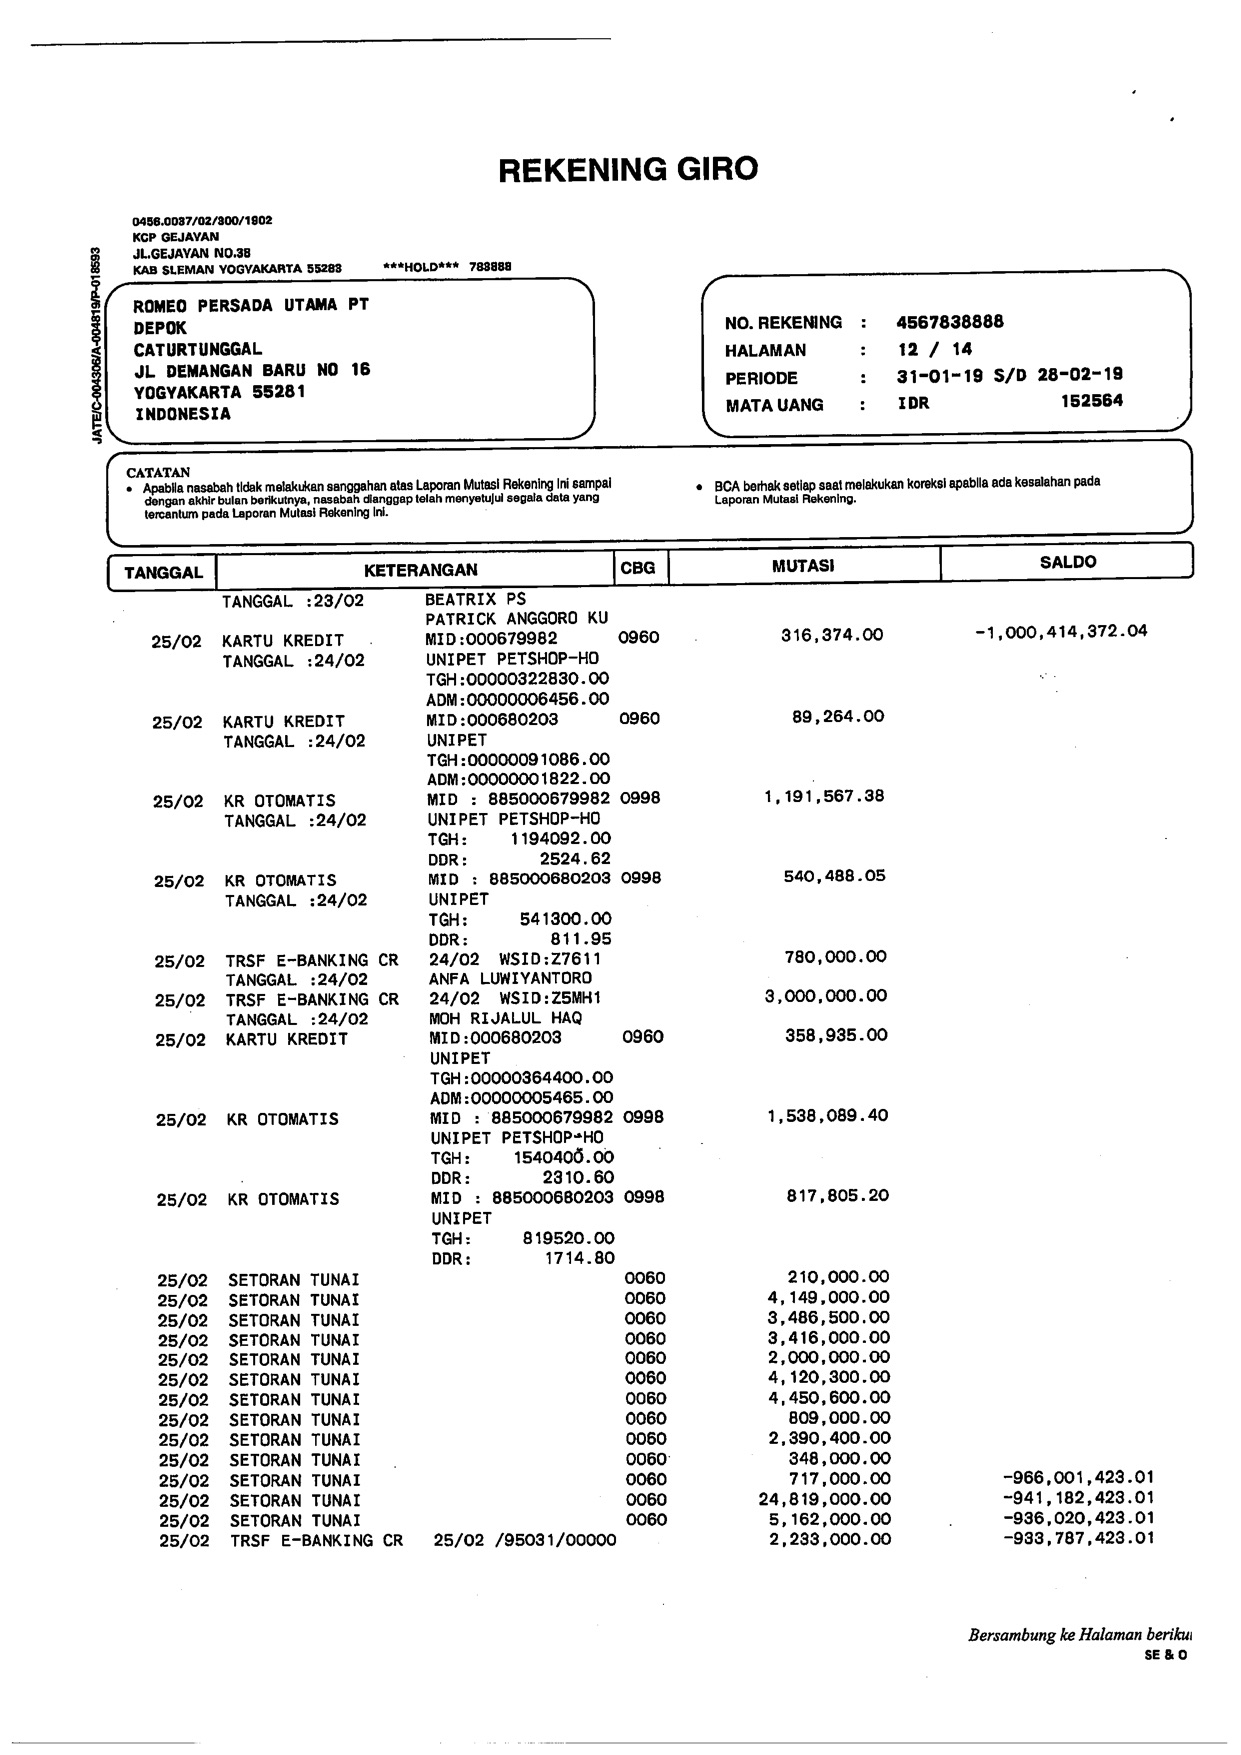 REKENING GIRO
0456.0037/02/300/1902
KCP GEJAYAN
JL.GEJAYAN NO.38
KAB SLEMAN YOGYAKARTA 55283 ***HOLD*** 783888
JATE/C-004306/A-004819/P-018593
ROMEO PERSADA UTAMA PT
DEPOK
CATURTUNGGAL
JL DEMANGAN BARU NO 16
YOGYAKARTA 55281
INDONESIA
NO. REKENING : 4567838888
HALAMAN : 12 / 14
PERIODE : 31-01-19 S/D 28-02-19
MATA UANG : IDR 152564
CATATAN
• Apabila nasabah tidak melakukan sanggahan atas Laporan Mutasi Rekening ini sampai
dengan akhir bulan berikutnya, nasabah dianggap telah menyetujui segala data yang
tercantum pada Laporan Mutasi Rekening ini.
• BCA berhak setiap saat melakukan koreksi apabila ada kesalahan pada
Laporan Mutasi Rekening.
TANGGAL KETERANGAN CBG MUTASI SALDO
TANGGAL :23/02 BEATRIX PS
PATRICK ANGGORO KU
25/02 KARTU KREDIT MID:000679982 0960 316,374.00 -1,000,414,372.04
TANGGAL :24/02 UNIPET PETSHOP-HO
TGH:00000322830.00
ADM:00000006456.00
25/02 KARTU KREDIT MID:000680203 0960 89,264.00
TANGGAL :24/02 UNIPET
TGH:00000091086.00
ADM:00000001822.00
25/02 KR OTOMATIS MID : 885000679982 0998 1,191,567.38
TANGGAL :24/02 UNIPET PETSHOP-HO
TGH: 1194092.00
DDR: 2524.62
25/02 KR OTOMATIS MID : 885000680203 0998 540,488.05
TANGGAL :24/02 UNIPET
TGH: 541300.00
DDR: 811.95
25/02 TRSF E-BANKING CR 24/02 WSID:Z7611 780,000.00
TANGGAL :24/02 ANFA LUWIYANTORO
25/02 TRSF E-BANKING CR 24/02 WSID:Z5MH1 3,000,000.00
TANGGAL :24/02 MOH RIJALUL HAQ
25/02 KARTU KREDIT MID:000680203 0960 358,935.00
UNIPET
TGH:00000364400.00
ADM:00000005465.00
25/02 KR OTOMATIS MID : 885000679982 0998 1,538,089.40
UNIPET PETSHOP-HO
TGH: 1540400.00
DDR: 2310.60
25/02 KR OTOMATIS MID : 885000680203 0998 817,805.20
UNIPET
TGH: 819520.00
DDR: 1714.80
25/02 SETORAN TUNAI 0060 210,000.00
25/02 SETORAN TUNAI 0060 4,149,000.00
25/02 SETORAN TUNAI 0060 3,486,500.00
25/02 SETORAN TUNAI 0060 3,416,000.00
25/02 SETORAN TUNAI 0060 2,000,000.00
25/02 SETORAN TUNAI 0060 4,120,300.00
25/02 SETORAN TUNAI 0060 4,450,600.00
25/02 SETORAN TUNAI 0060 809,000.00
25/02 SETORAN TUNAI 0060 2,390,400.00
25/02 SETORAN TUNAI 0060 348,000.00
25/02 SETORAN TUNAI 0060 717,000.00 -966,001,423.01
25/02 SETORAN TUNAI 0060 24,819,000.00 -941,182,423.01
25/02 SETORAN TUNAI 0060 5,162,000.00 -936,020,423.01
25/02 TRSF E-BANKING CR 25/02 /95031/00000 2,233,000.00 -933,787,423.01
Bersambung ke Halaman beriku
SE & O